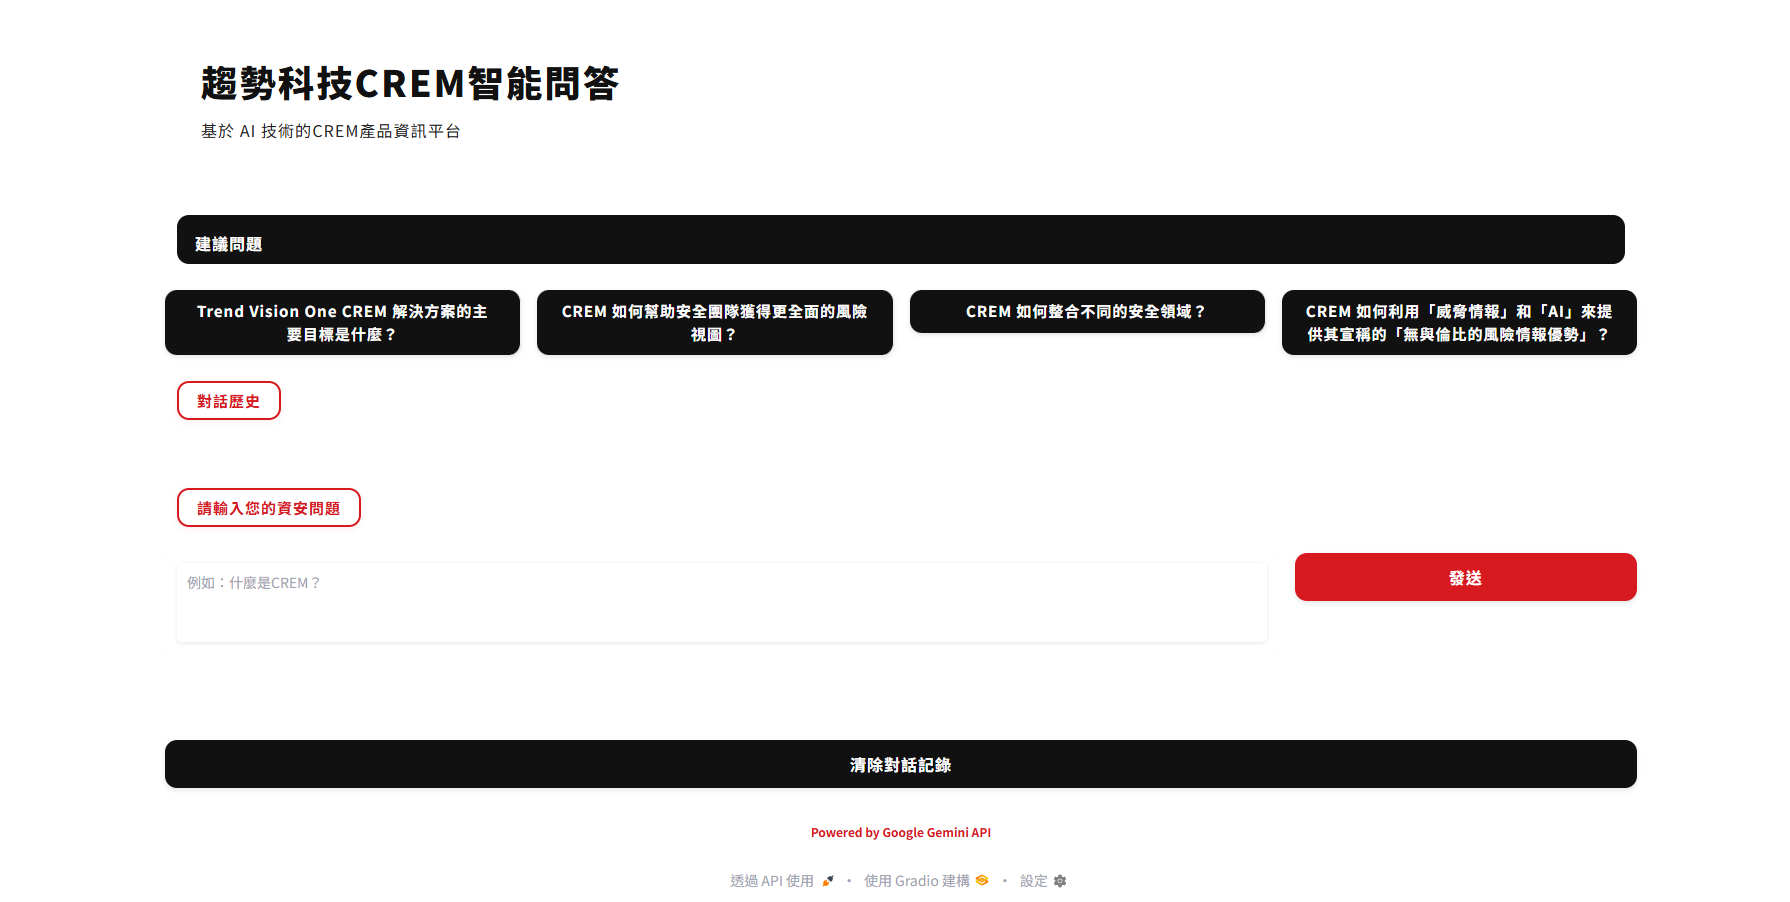 趨勢科技CREM智能問答
基於 AI 技術的CREM產品資訊平台
建議問題
Trend Vision One CREM 解決方案的主
要目標是什麼？
CREM 如何幫助安全團隊獲得更全面的風險
視圖？
CREM 如何整合不同的安全領域？
CREM 如何利用「威脅情報」和「AI」來提
供其宣稱的「無與倫比的風險情報優勢」？
對話歷史
請輸入您的資安問題
例如：什麼是CREM？
發送
清除對話記錄
Powered by Google Gemini API
透過 API 使用 · 使用 Gradio 建構 · 設定